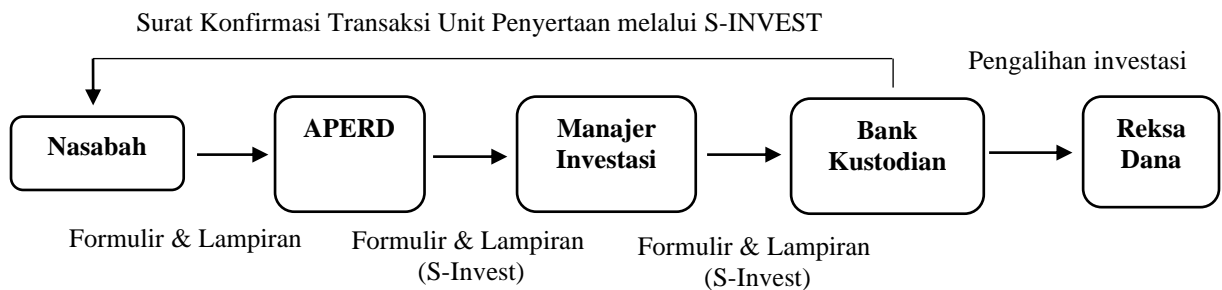 Surat Konfirmasi Transaksi Unit Penyertaan melalui S-INVEST
Pengalihan investasi
Nasabah
APERD
Manajer
Investasi
Bank
Kustodian
Reksa
Dana
Formulir & Lampiran
Formulir & Lampiran
(S-Invest)
Formulir & Lampiran
(S-Invest)